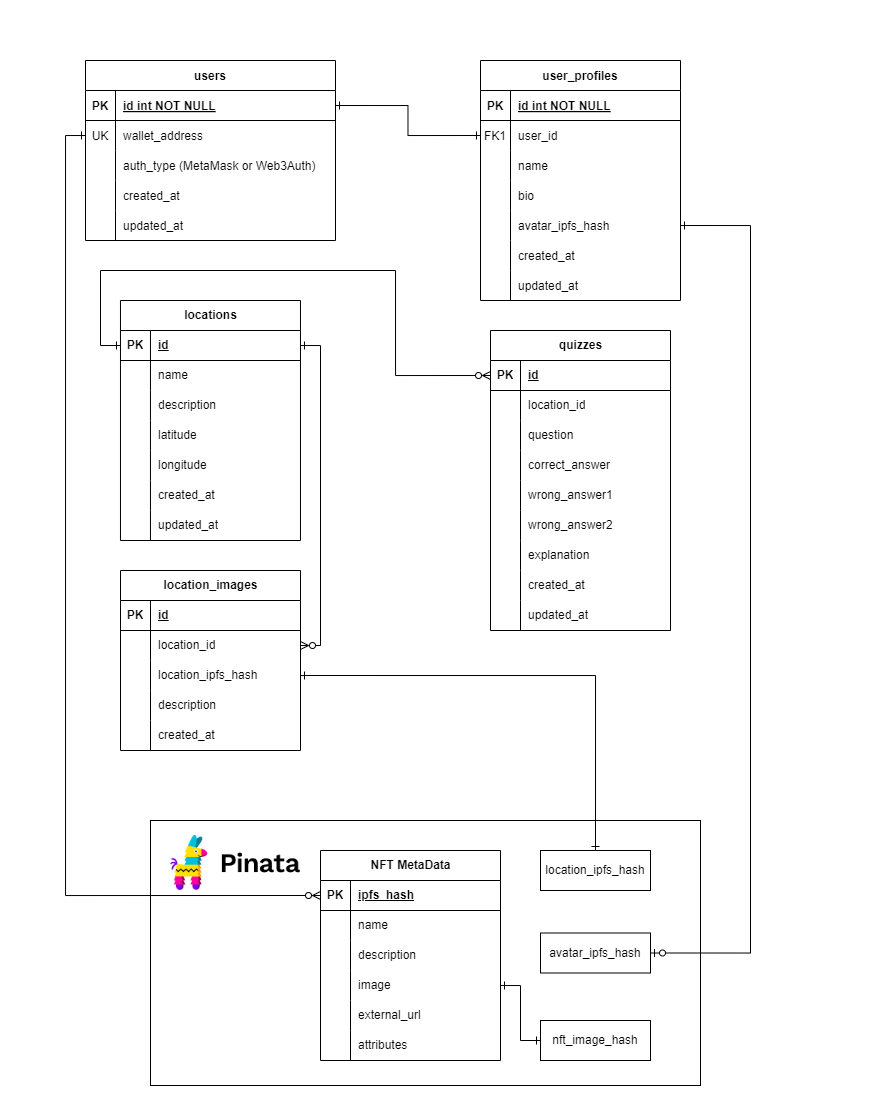 users
PK id int NOT NULL
UK wallet_address
auth_type (MetaMask or Web3Auth)
created_at
updated_at
user_profiles
PK id int NOT NULL
FK1 user_id
name
bio
avatar_ipfs_hash
created_at
updated_at
locations
PK id
name
description
latitude
longitude
created_at
updated_at
quizzes
PK id
location_id
question
correct_answer
wrong_answer1
wrong_answer2
explanation
created_at
updated_at
location_images
PK id
location_id
location_ipfs_hash
description
created_at
Pinata
NFT MetaData
PK ipfs_hash
name
description
image
external_url
attributes
location_ipfs_hash
avatar_ipfs_hash
nft_image_hash